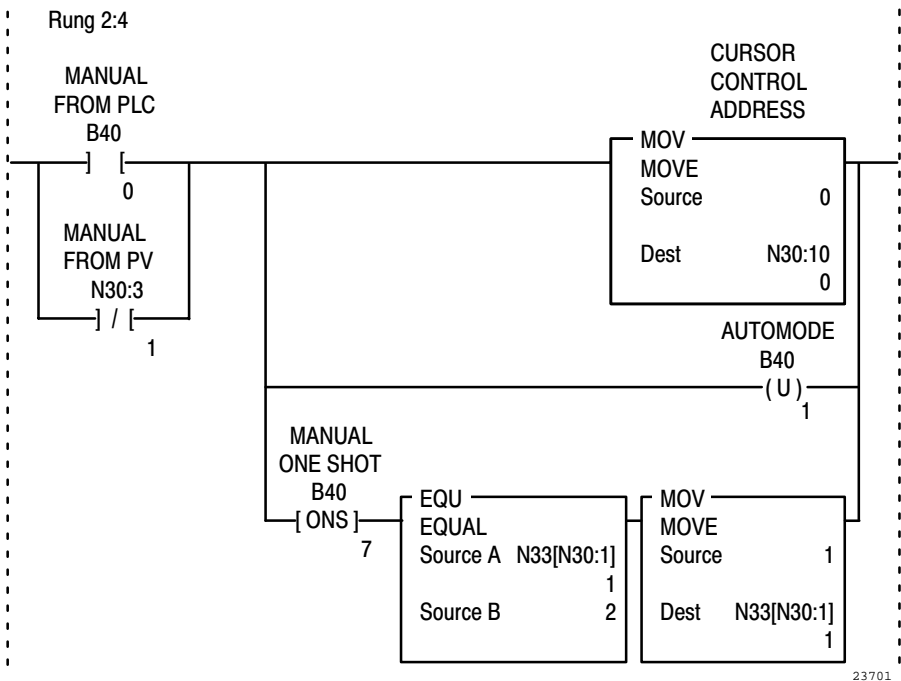 Rung 2:4
CURSOR
CONTROL
ADDRESS
MANUAL
FROM PLC
B40
] [
0
MOV
MOVE
Source 0
Dest N30:10
0
MANUAL
FROM PV
N30:3
] / [
1
AUTOMODE
B40
( U )
1
MANUAL
ONE SHOT
B40
[ ONS ]
7
EQU
EQUAL
Source A N33[N30:1]
1
Source B 2
MOV
MOVE
Source 1
Dest N33[N30:1]
1
23701